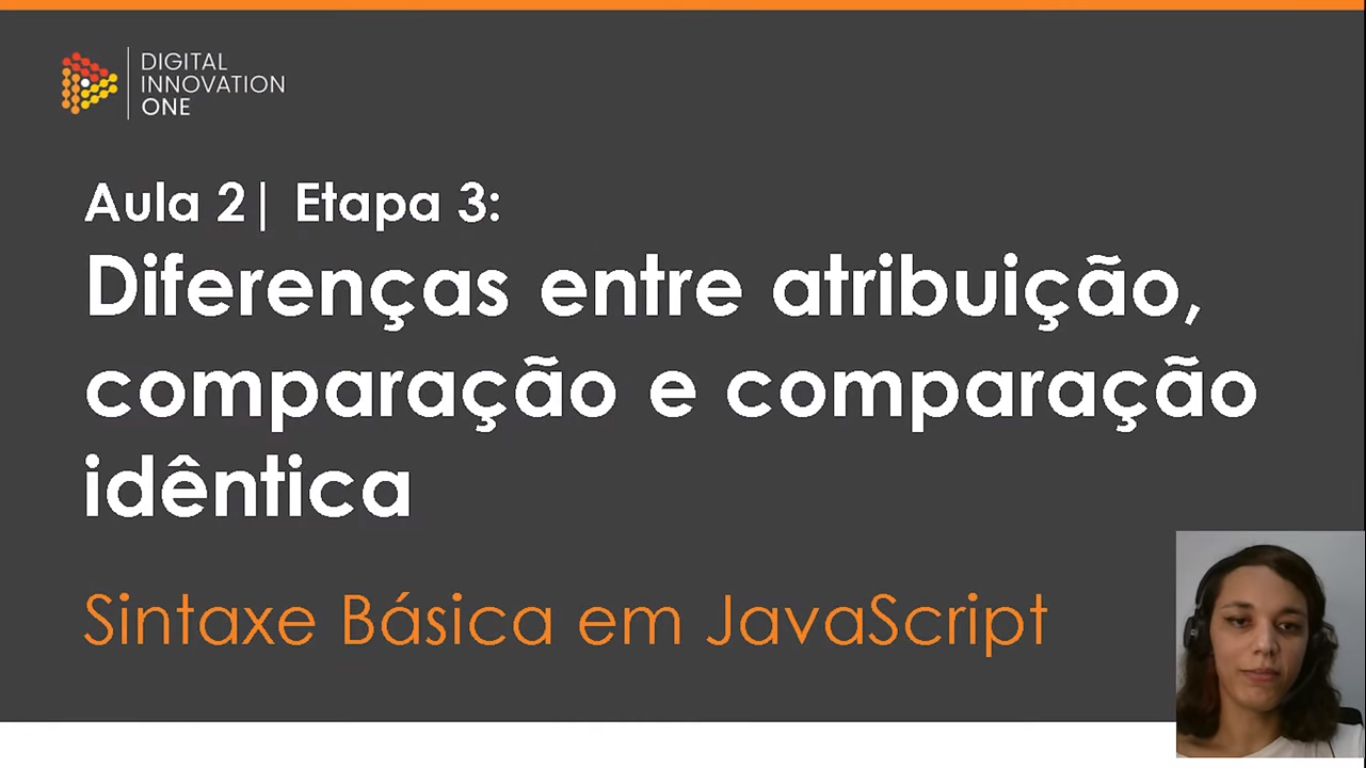 DIGITAL
INNOVATION
ONE
Aula 2| Etapa 3:
Diferenças entre atribuição,
comparação e comparação
idêntica
Sintaxe Básica em JavaScript